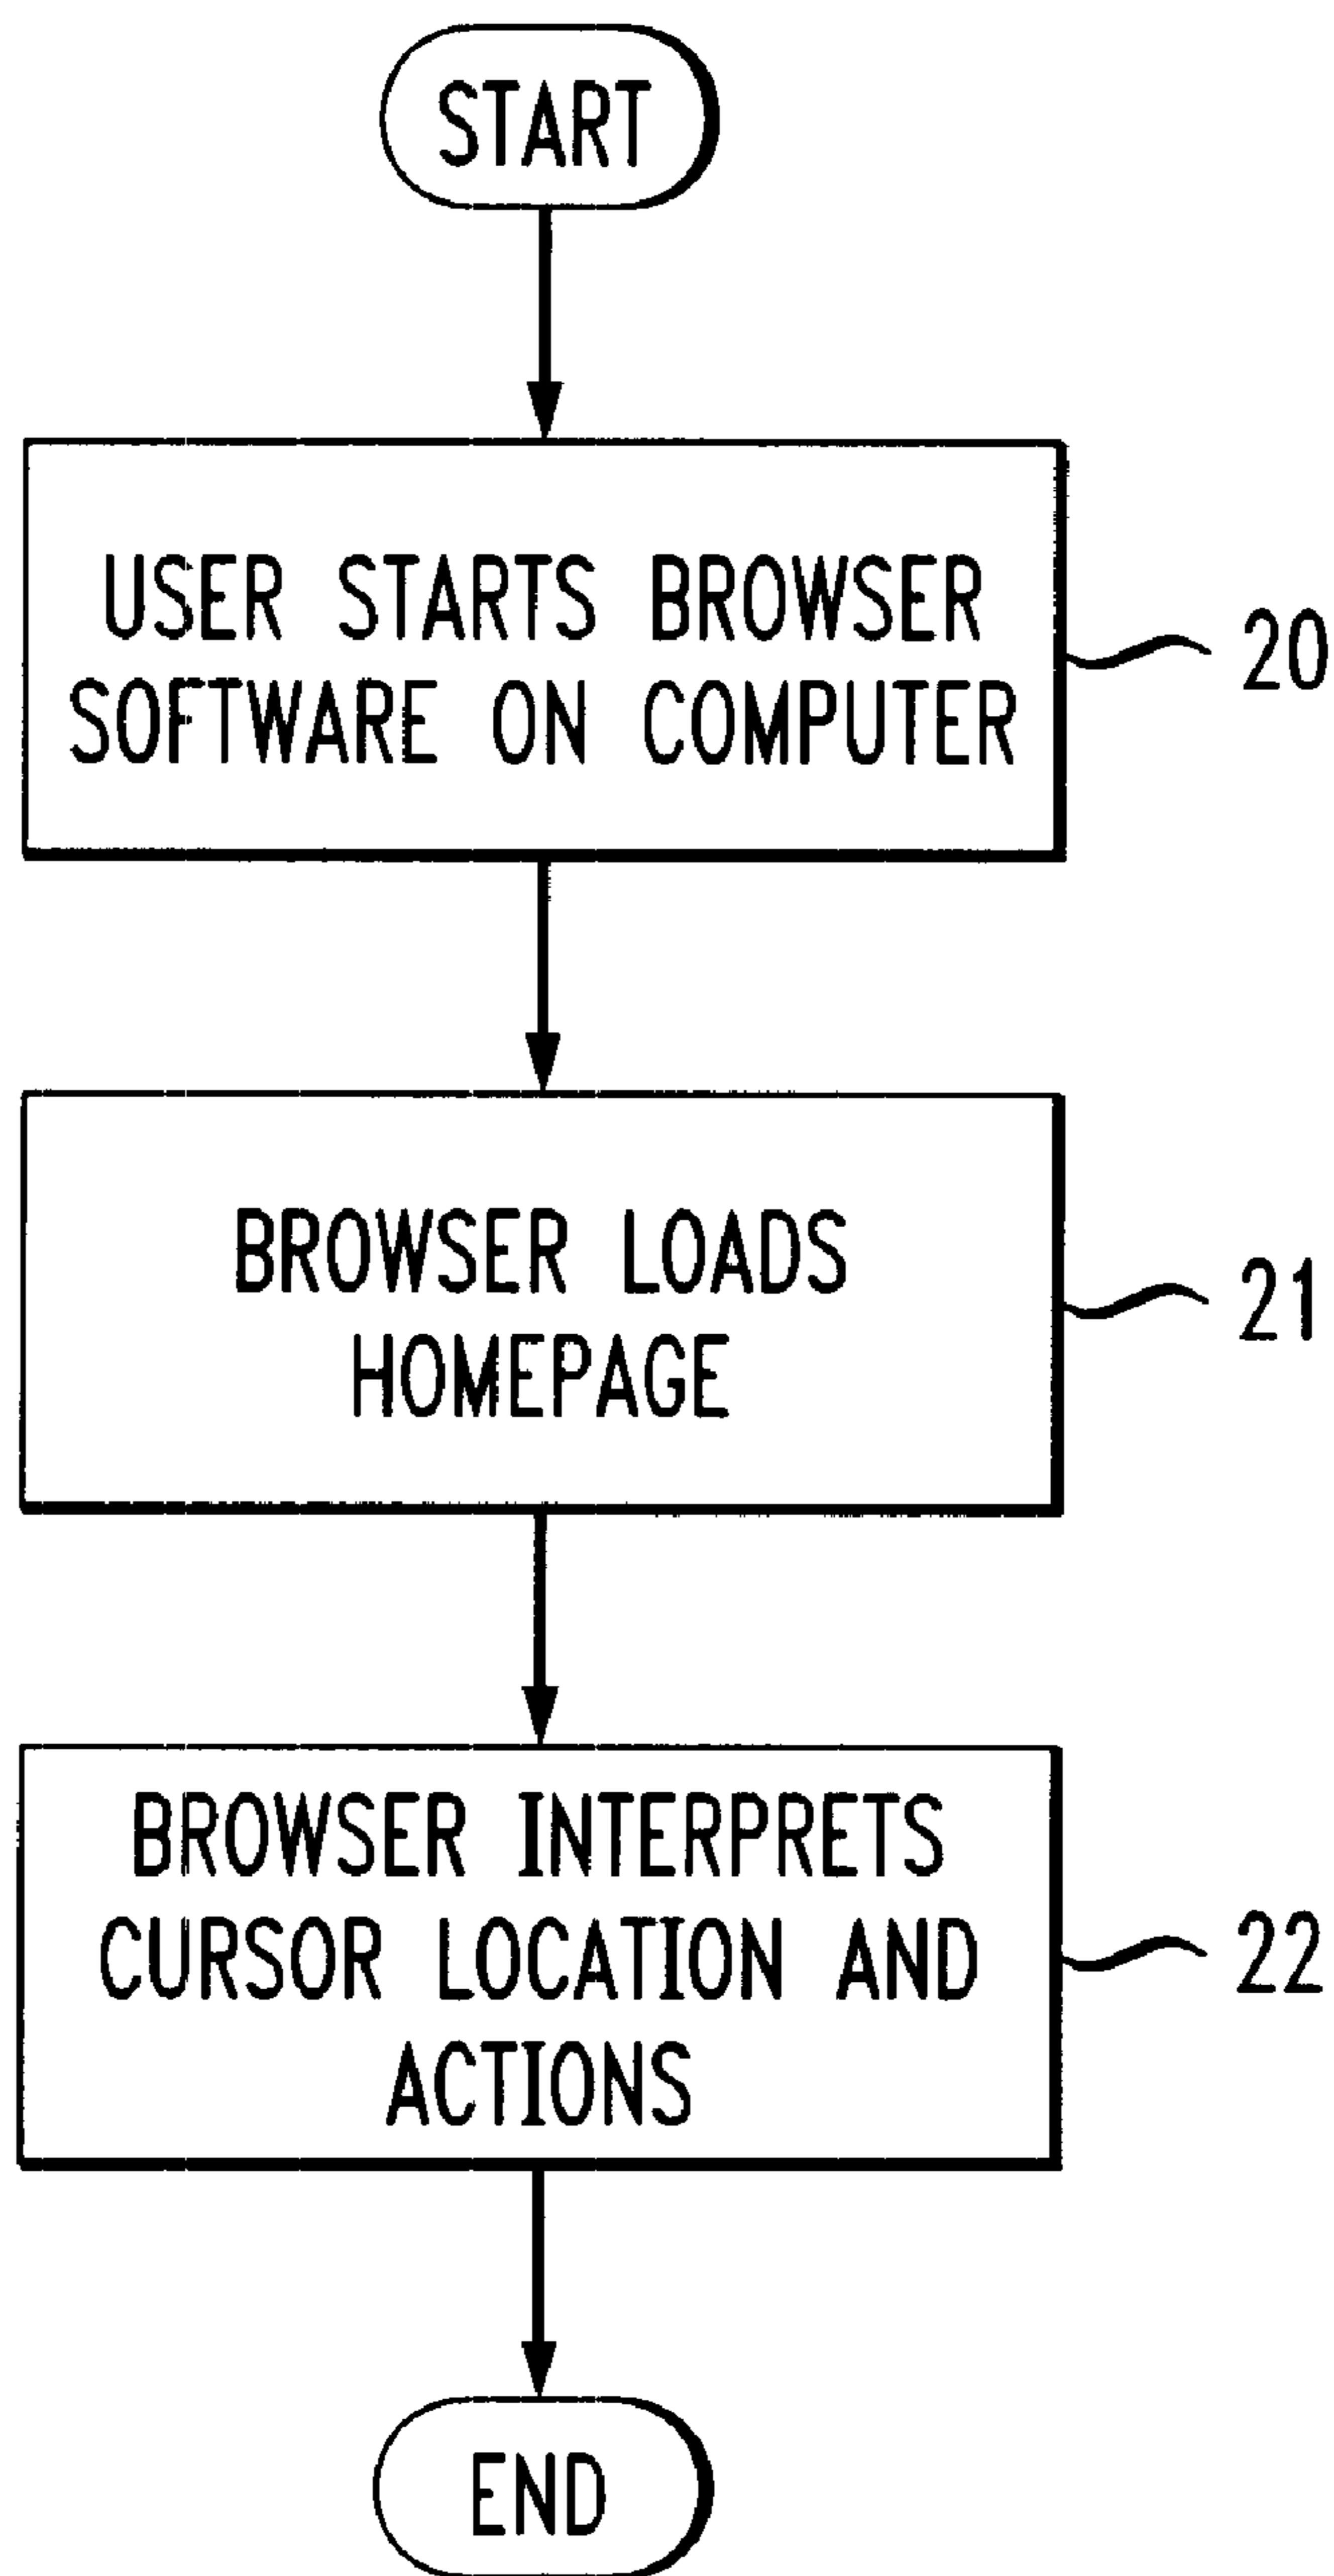 START
USER STARTS BROWSER
SOFTWARE ON COMPUTER
20
BROWSER LOADS
HOMEPAGE
21
BROWSER INTERPRETS
CURSOR LOCATION AND
ACTIONS
22
END